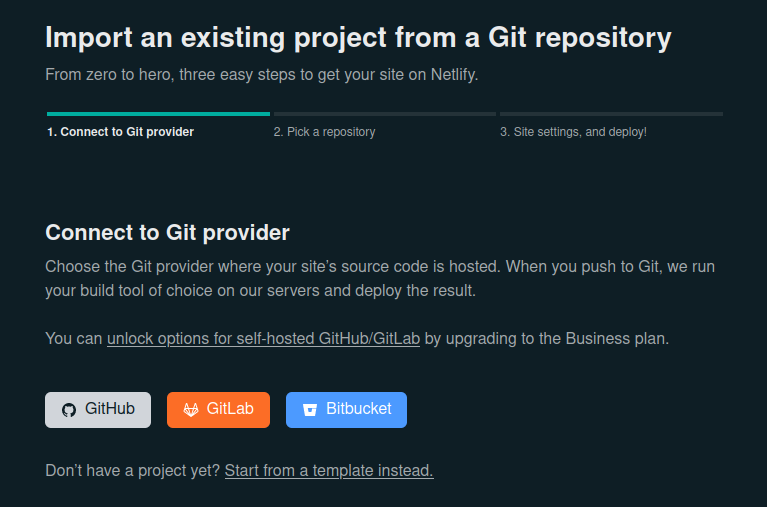 Import an existing project from a Git repository
From zero to hero, three easy steps to get your site on Netlify.
1. Connect to Git provider
2. Pick a repository
3. Site settings, and deploy!
Connect to Git provider
Choose the Git provider where your site’s source code is hosted. When you push to Git, we run
your build tool of choice on our servers and deploy the result.
You can unlock options for self-hosted GitHub/GitLab by upgrading to the Business plan.
GitHub
GitLab
Bitbucket
Don’t have a project yet? Start from a template instead.